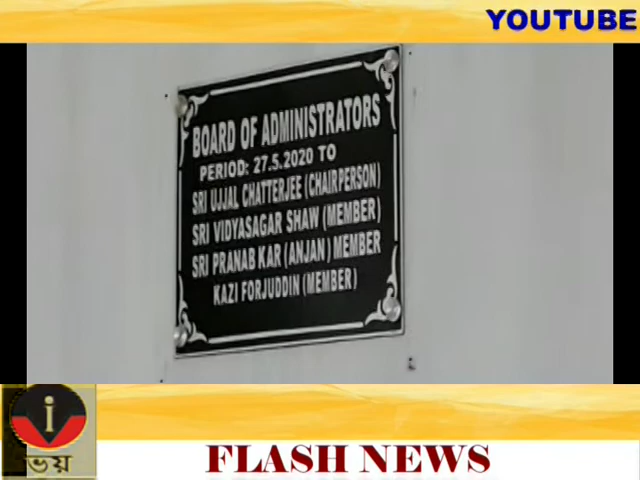 YOUTUBE
BOARD OF ADMINISTRATORS
PERIOD: 27.5.2020 TO
SRI UJJAL CHATTERJEE (CHAIRPERSON)
SRI VIDYASAGAR SHAW (MEMBER)
SRI PRANAB KAR (ANJAN) MEMBER
KAZI FORJUDDIN (MEMBER)
i
ভয়
FLASH NEWS